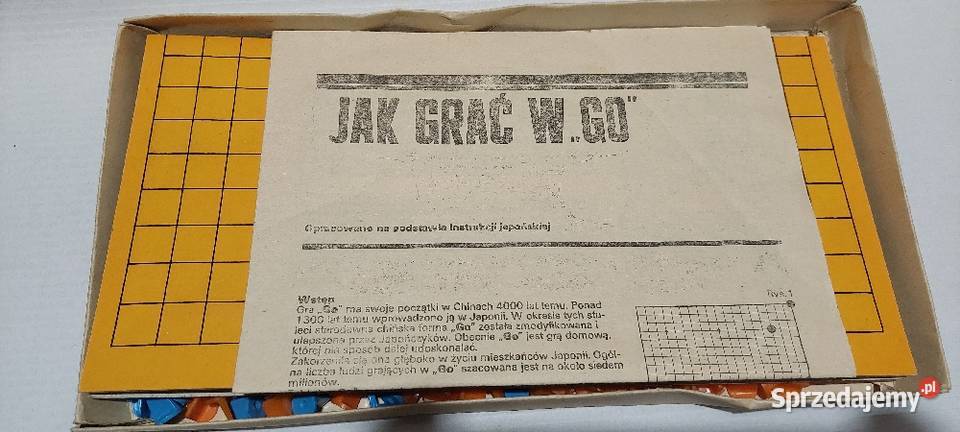 JAK GRAĆ W „GO"
Opracowane na podstawie Instrukcji japońskiej
Wstęp
Gra „Go" ma swoje początki w Chinach 4000 lat temu. Ponad
1300 lat temu wprowadzono ją w Japonii. W okresie tych stu-
leci starodawna chińska forma „Go" została zmodyfikowana i
ulepszona przez Japończyków. Obecnie „Go" jest grą domową,
której nie sposób dalej udoskonalać.
Zakorzeniła się ona głęboko w życiu mieszkańców Japonii. Ogól-
na liczba ludzi grających w „Go" szacowana jest na około siedem
milionów.
Rys. 1
Sprzedajemy.pl